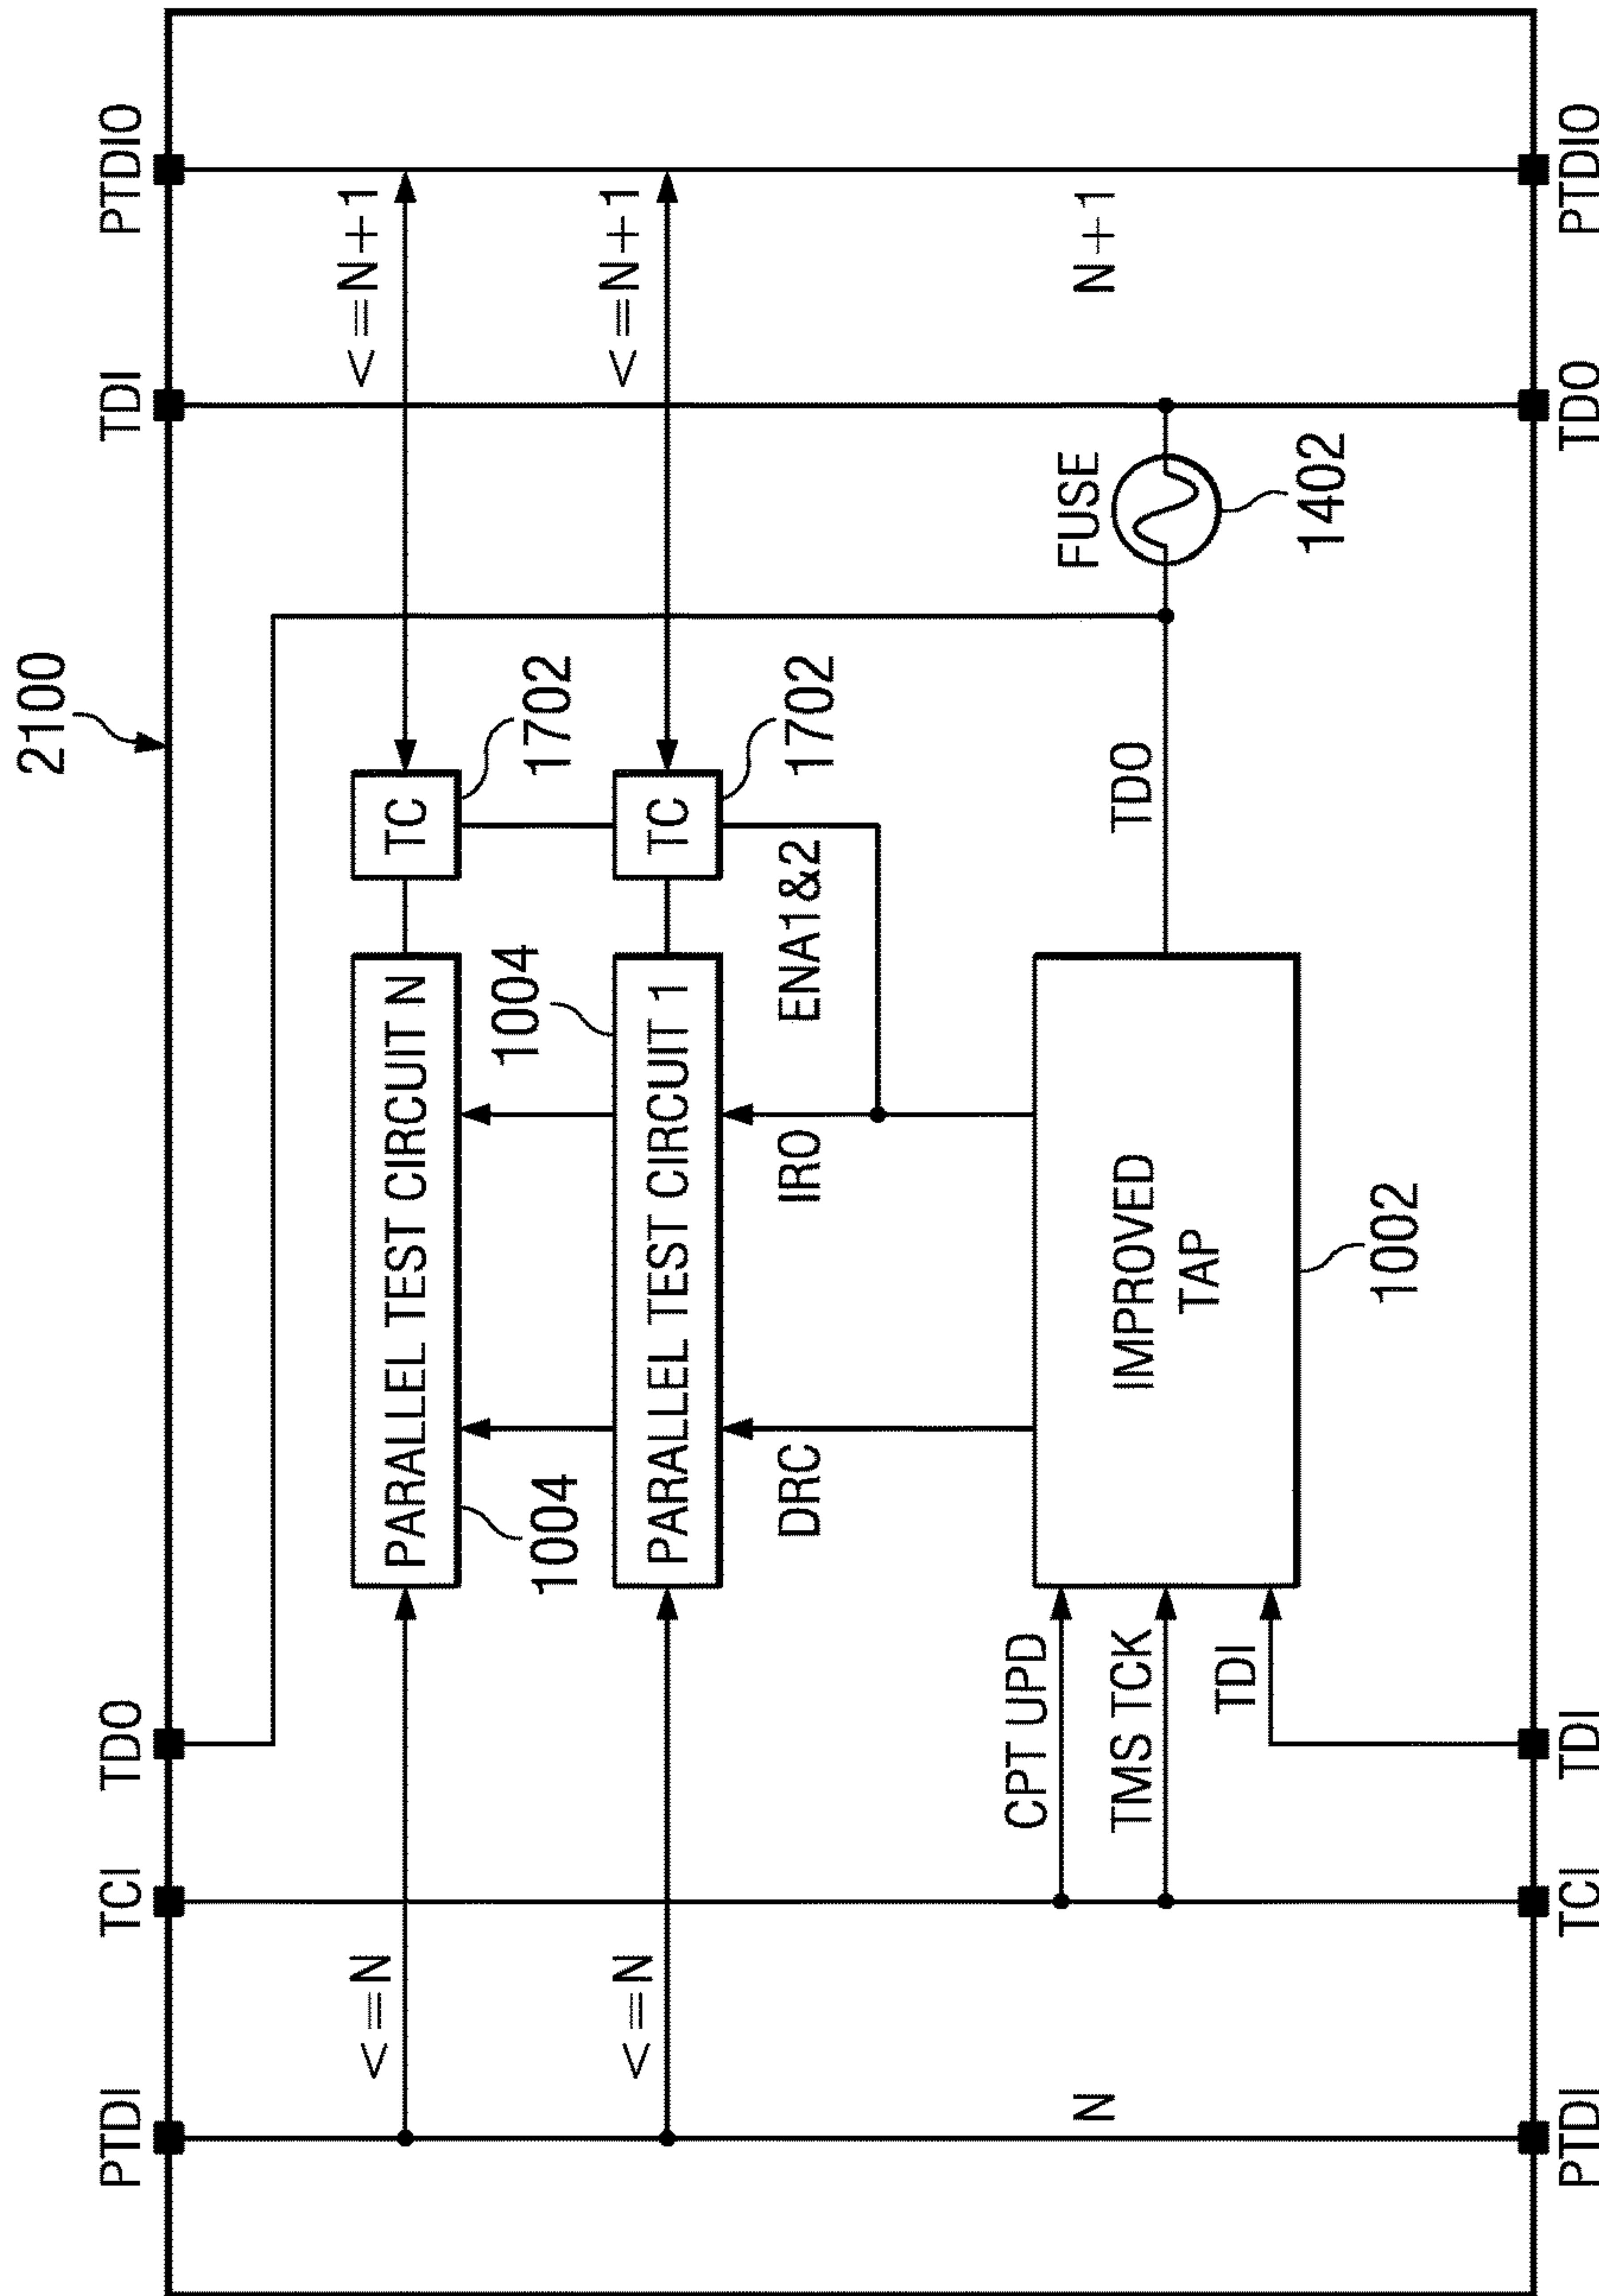 2100
PTDI
TCI
TDO
TDI
PTDIO
<=N
PARALLEL TEST CIRCUIT N
TC
<=N+1
1004
1004
1702
<=N
PARALLEL TEST CIRCUIT 1
TC
<=N+1
DRC
IRO
ENA1&2
1702
CPT UPD
TMS TCK
TDI
IMPROVED
TAP
TDO
FUSE
N
N+1
1002
1402
PTDI
TCI
TDI
TDO
PTDIO